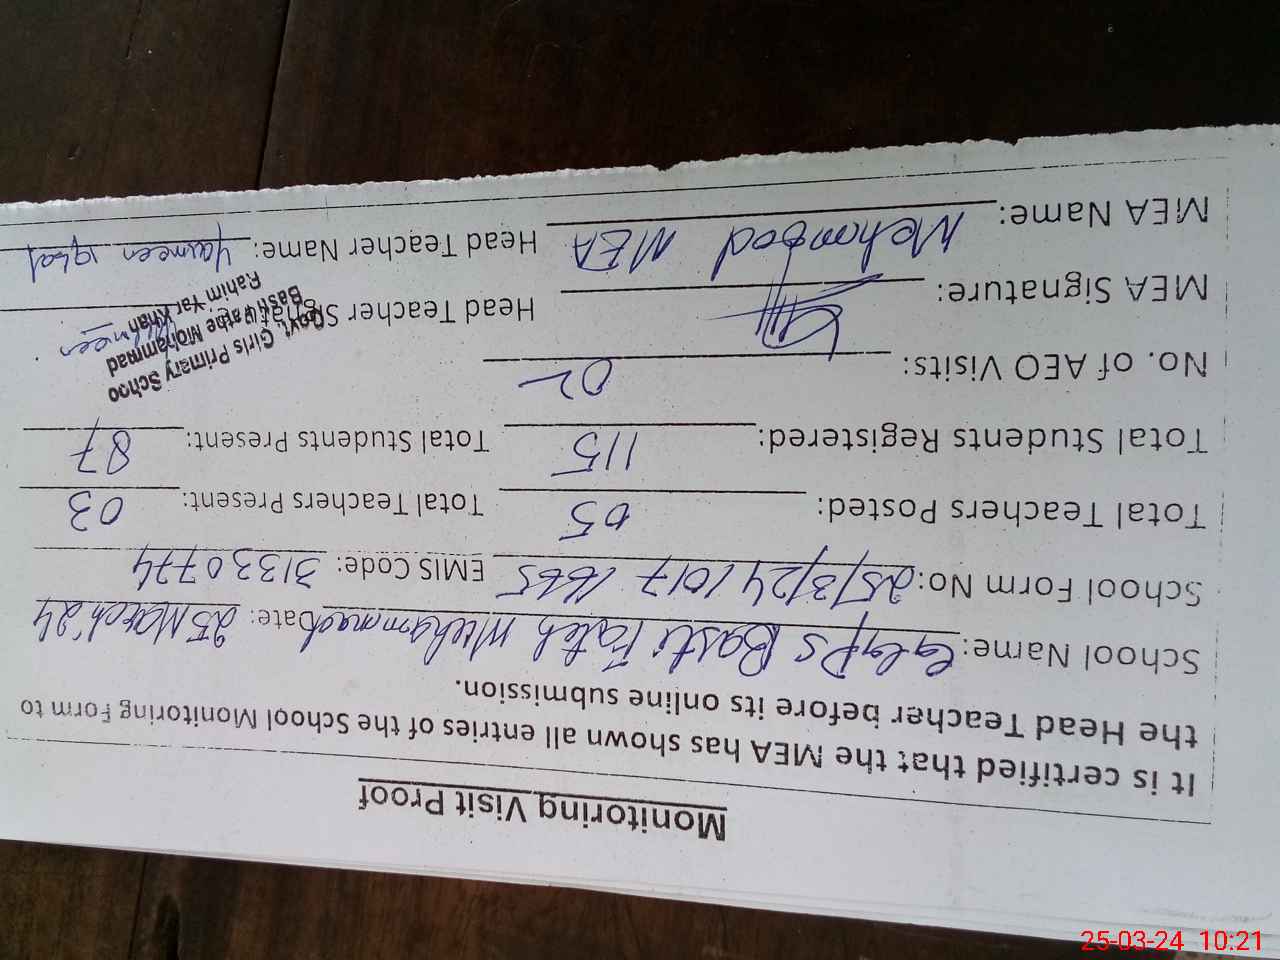 Monitoring Visit Proof
It is certified that the MEA has shown all entries of the School Monitoring Form to
the Head Teacher before its online submission.
School Name: GGPS Basti Fateh Muhammad Date: 25 March 24
School Form No: 25/3/24/1017 1665 EMIS Code: 31330774
Total Teachers Posted: 05 Total Teachers Present: 03
Total Students Registered: 115 Total Students Present: 87
No. of AEO Visits: 02
MEA Signature: Head Teacher Signature:
Govt. Girls Primary Schoo
Basti Fateh Mohammad
Rahim Yar Khan
MEA Name: Mehmood MEA Head Teacher Name: Yasmeen iqbal
25-03-24 10:21